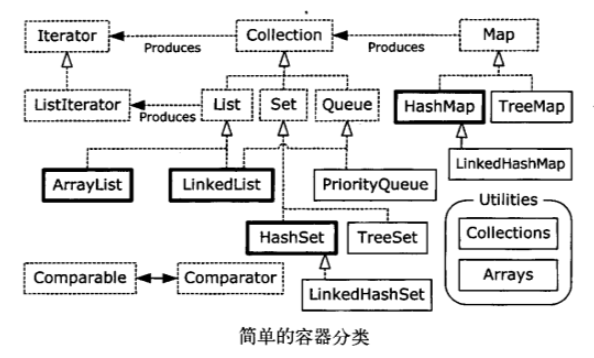 Iterator
Produces
Collection
Produces
Map
ListIterator
Produces
List
Set
Queue
HashMap
TreeMap
ArrayList
LinkedList
PriorityQueue
LinkedHashMap
Utilities
HashSet
TreeSet
Collections
Comparable
Comparator
Arrays
LinkedHashSet
简单的容器分类